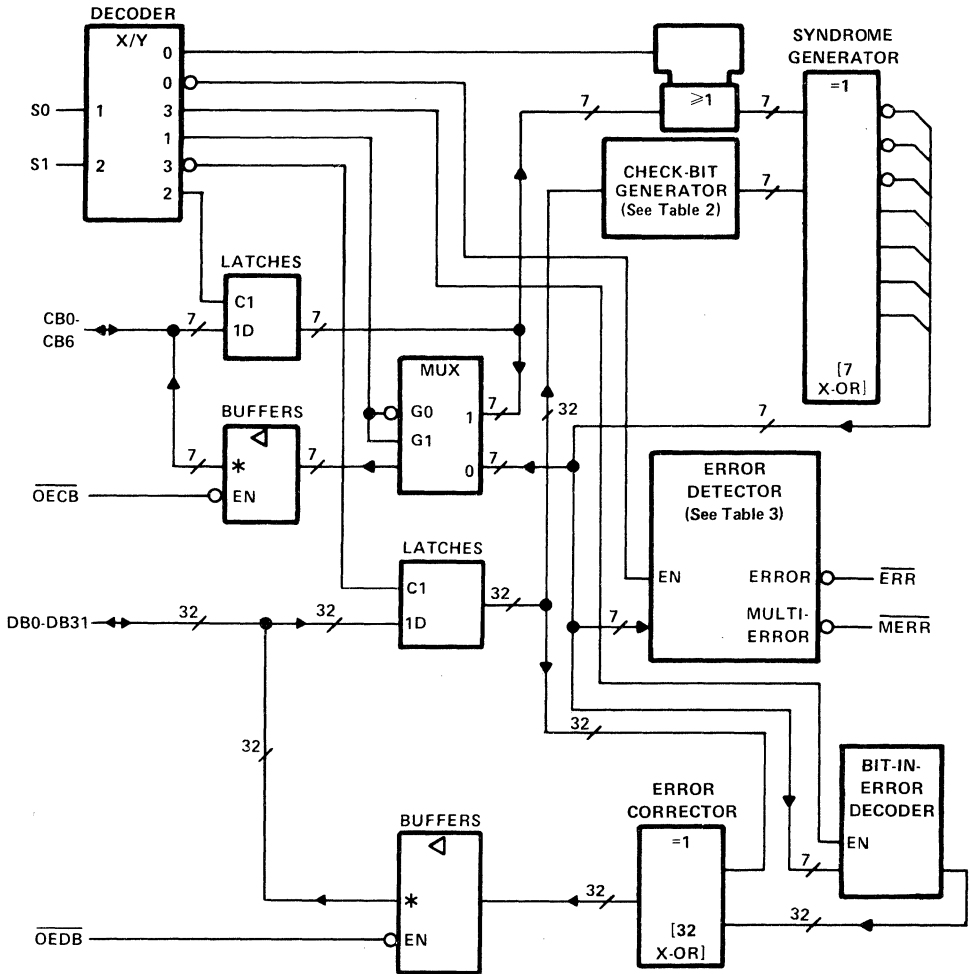 DECODER
X/Y
0
0
3
1
3
2
S0
1
S1
2
≥1
7
7
SYNDROME
GENERATOR
=1
[7
X-OR]
CHECK-BIT
GENERATOR
(See Table 2)
7
LATCHES
C1
1D
CB0-
CB6
7
7
MUX
G0
G1
1
0
7
7
32
7
BUFFERS
*
EN
7
7
OECB
ERROR
DETECTOR
(See Table 3)
EN
ERROR
MULTI-
ERROR
ERR
MERR
7
LATCHES
C1
1D
32
DB0-DB31
32
32
32
32
BIT-IN-
ERROR
DECODER
EN
7
32
ERROR
CORRECTOR
=1
[32
X-OR]
32
BUFFERS
*
EN
OEDB